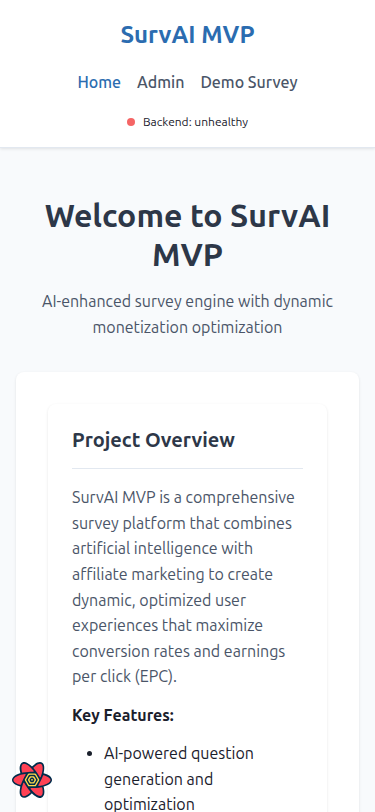 SurvAI MVP
Home Admin Demo Survey
Backend: unhealthy
Welcome to SurvAI
MVP
AI-enhanced survey engine with dynamic
monetization optimization
Project Overview
SurvAI MVP is a comprehensive
survey platform that combines
artificial intelligence with
affiliate marketing to create
dynamic, optimized user
experiences that maximize
conversion rates and earnings
per click (EPC).
Key Features:
• AI-powered question
generation and
optimization